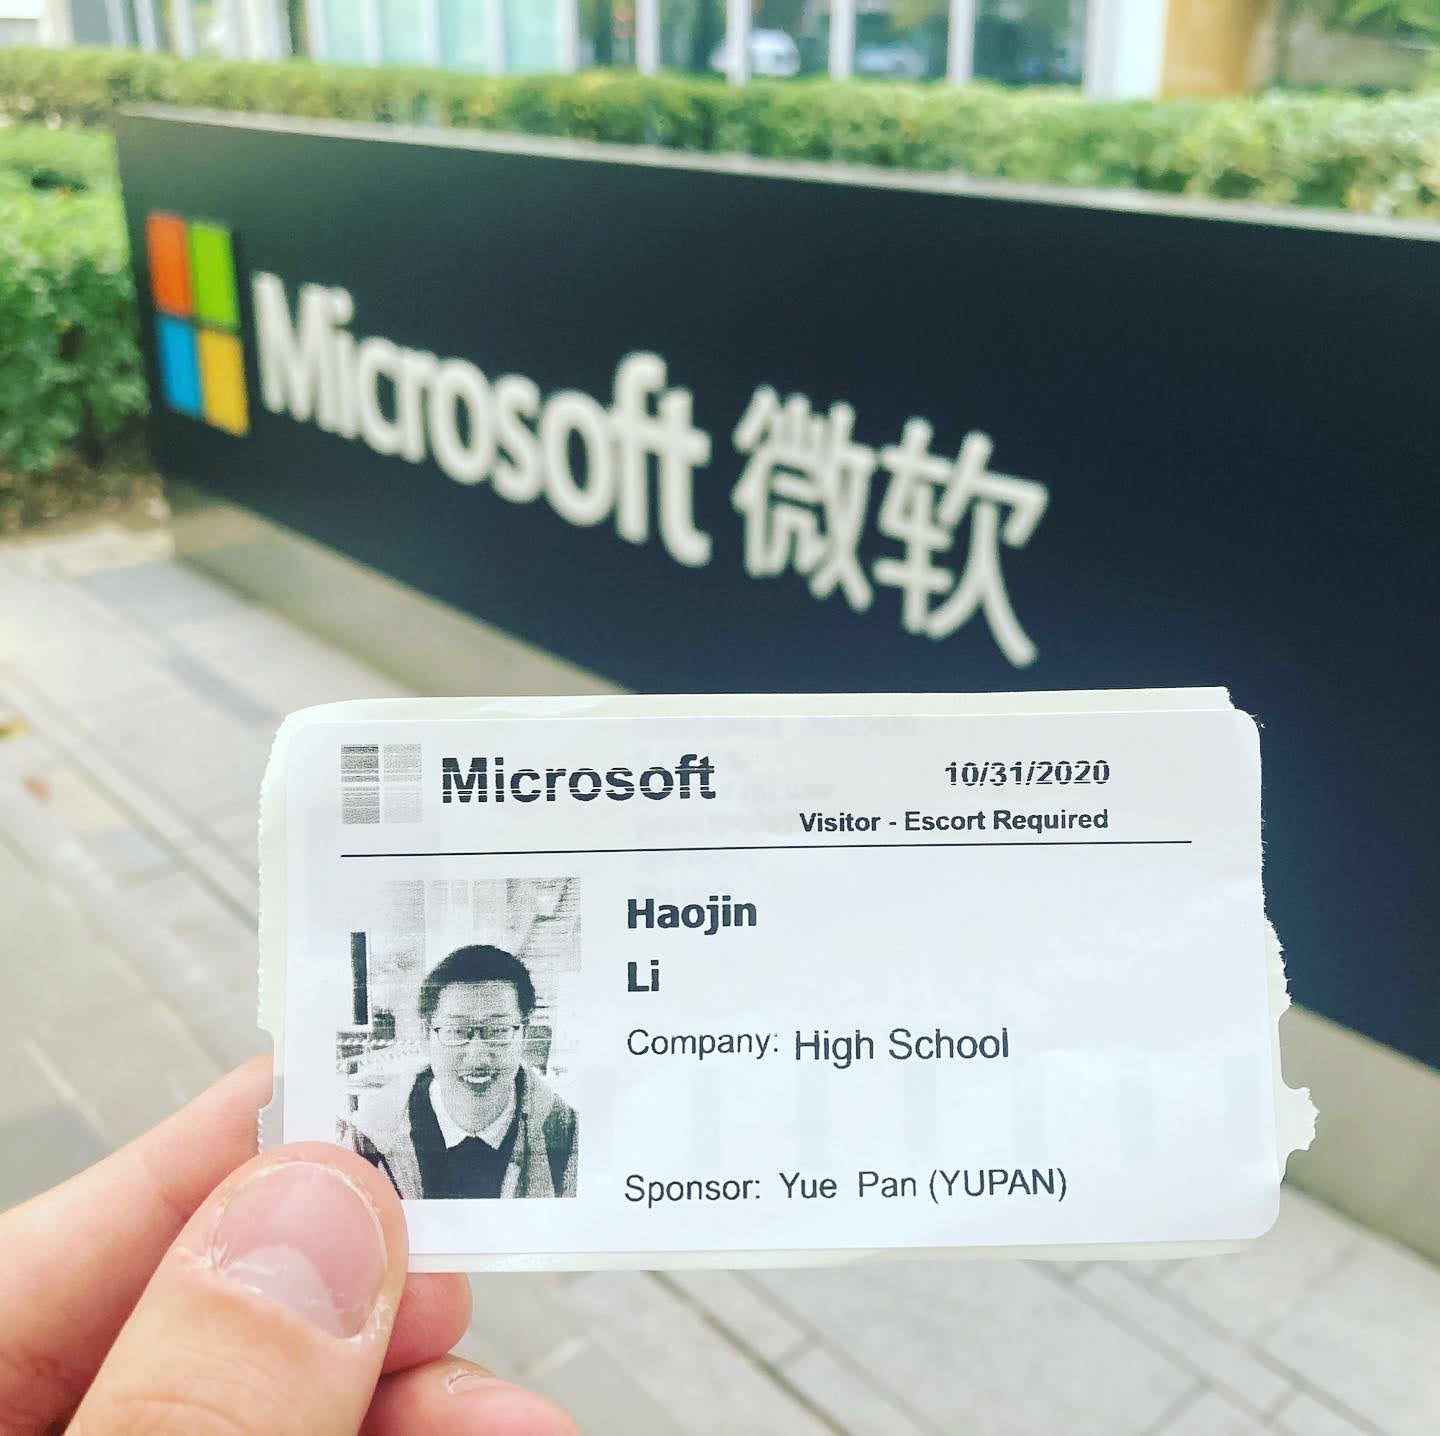 Microsoft 微软
Microsoft
10/31/2020
Visitor - Escort Required
Haojin
Li
Company: High School
Sponsor: Yue Pan (YUPAN)